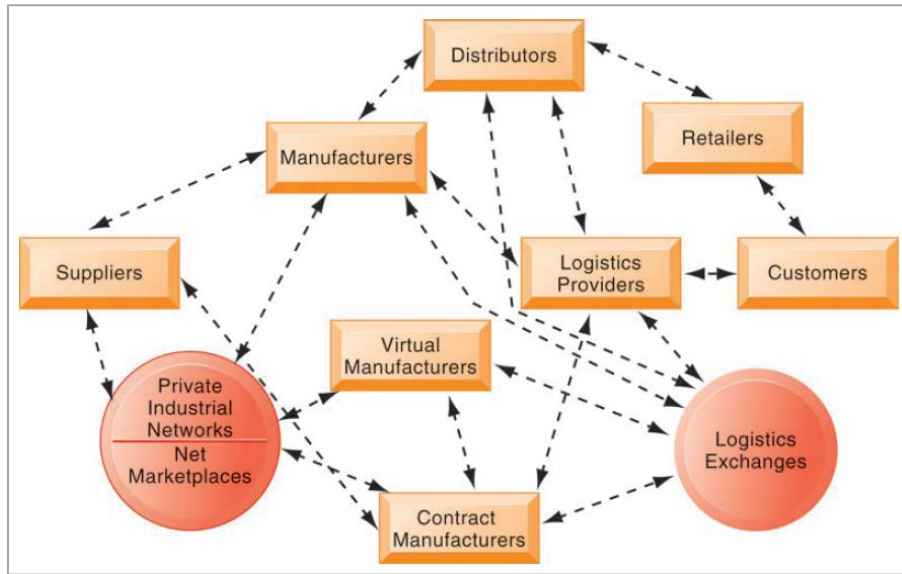 Distributors
Retailers
Manufacturers
Suppliers
Logistics
Providers
Customers
Virtual
Manufacturers
Private
Industrial
Networks
Net
Marketplaces
Logistics
Exchanges
Contract
Manufacturers